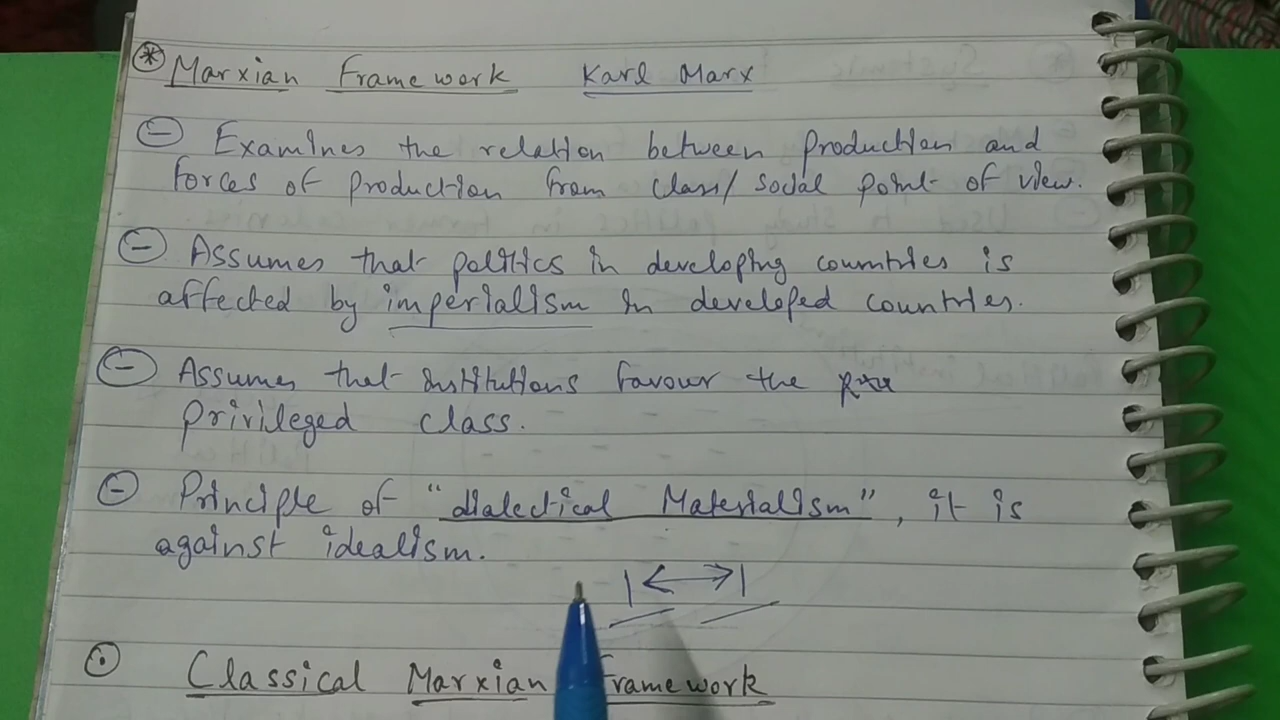 * Marxian Framework Karl Marx
- Examines the relation between production and
forces of production from class/ social point of view.
- Assumes that politics in developing countries is
affected by imperialism in developed countries.
- Assumes that institutions favour the
privileged class.
- Principle of "dialectical Materialism", it is
against idealism.
Classical Marxian Framework